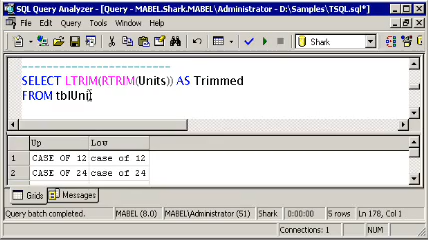 SQL Query Analyzer - [Query - MABEL.Shark.MABEL\Administrator - D:\Samples\TSQL.sql*]
File Edit Query Tools Window Help
Shark
-----------------------
SELECT LTRIM(RTRIM(Units)) AS Trimmed
FROM tblUnit
Up Low
1 CASE OF 12 case of 12
2 CASE OF 24 case of 24
Grids Messages
Query batch completed. MABEL (8.0) MABEL\Administrator (51) Shark 0:00:00 5 rows Ln 178, Col 1
Connections: 1 NUM